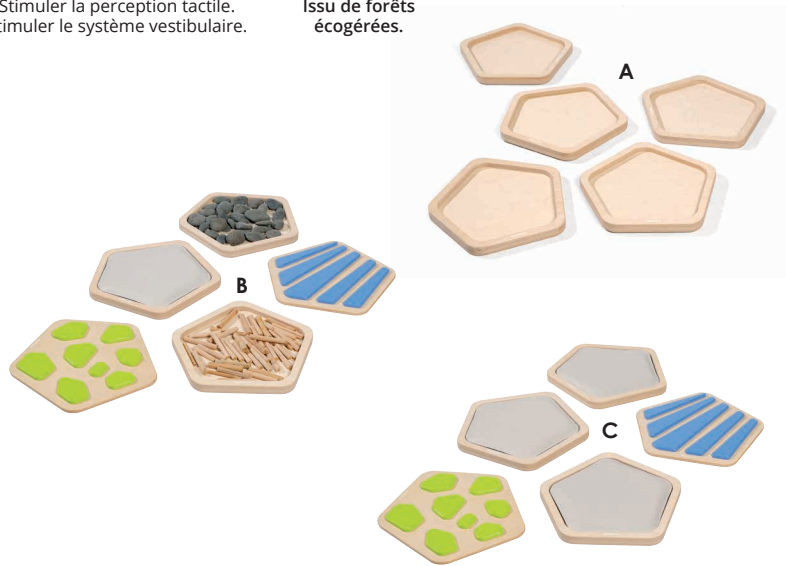 Stimuler la perception tactile.
timuler le système vestibulaire.
Issu de forêts
écogérées.
A
B
C